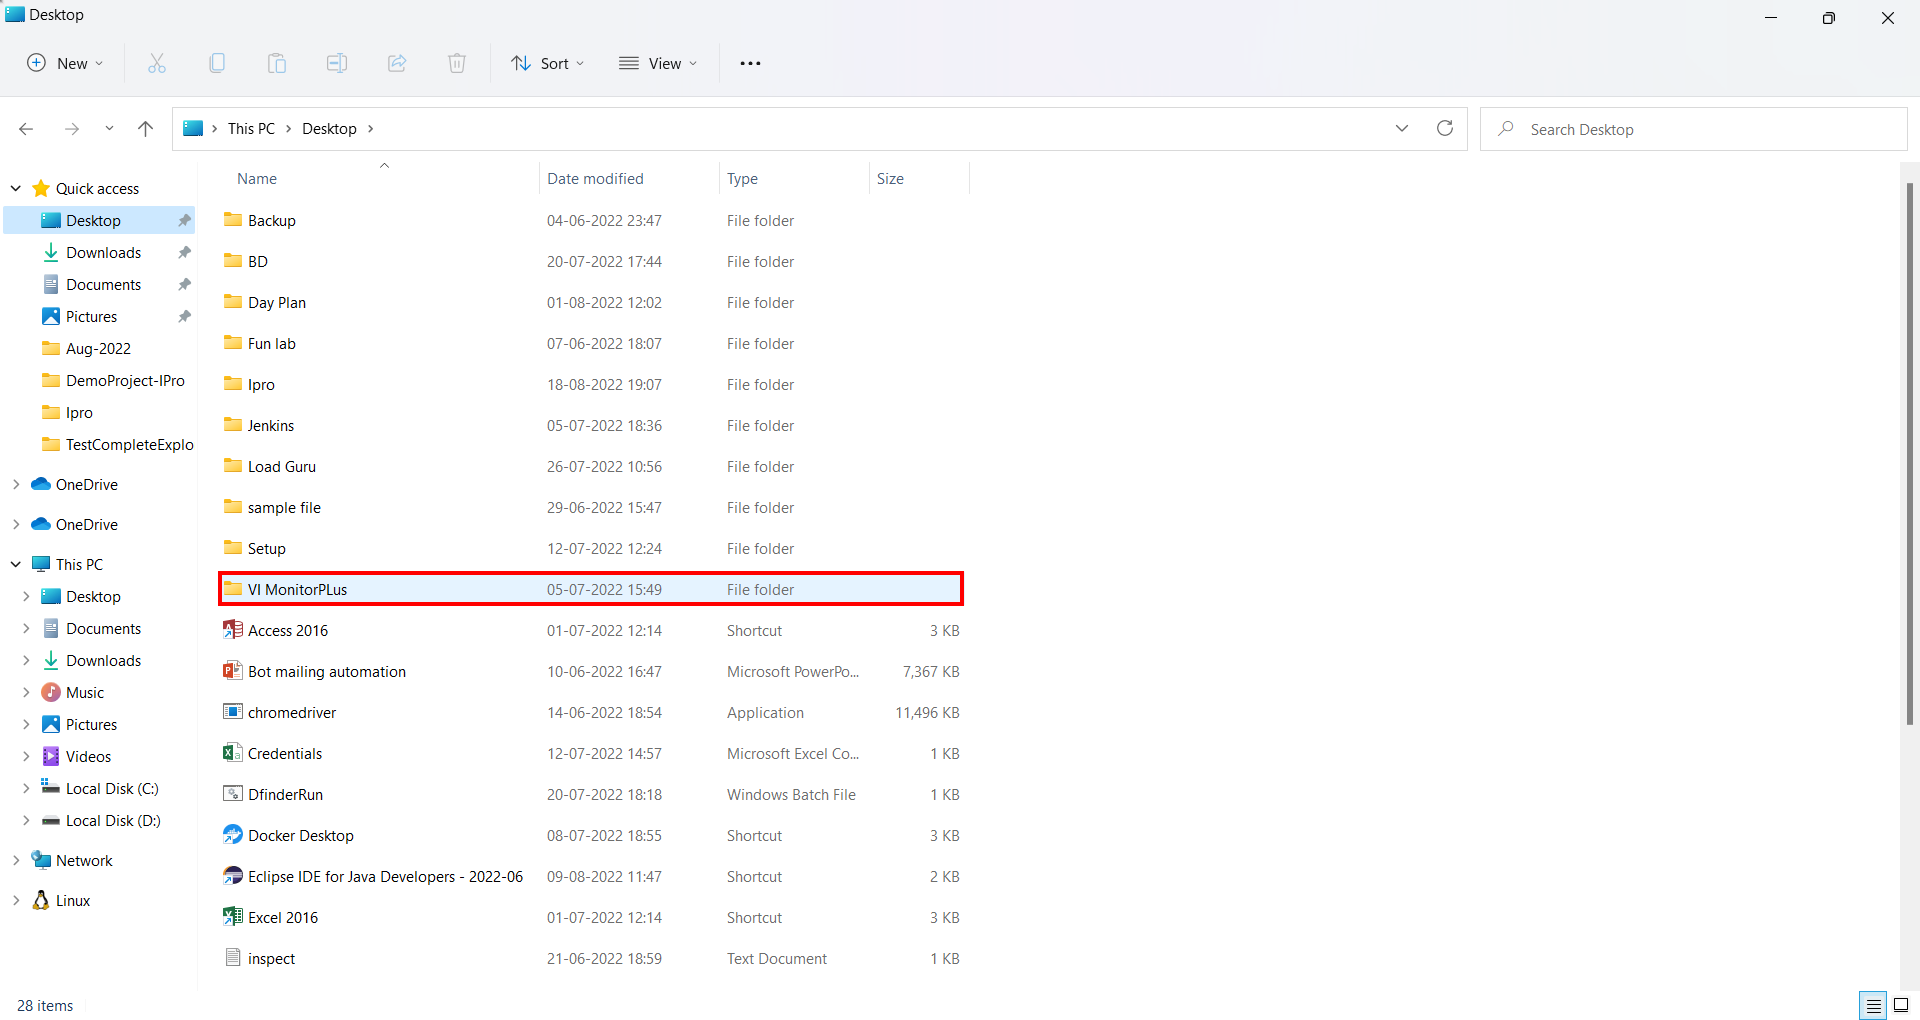 Desktop
New
Sort
View
This PC
Desktop
Search Desktop
Name
Date modified
Type
Size
Quick access
Desktop
Downloads
Documents
Pictures
Aug-2022
DemoProject-IPro
Ipro
TestCompleteExplo
OneDrive
OneDrive
This PC
Desktop
Documents
Downloads
Music
Pictures
Videos
Local Disk (C:)
Local Disk (D:)
Network
Linux
Backup 04-06-2022 23:47 File folder
BD 20-07-2022 17:44 File folder
Day Plan 01-08-2022 12:02 File folder
Fun lab 07-06-2022 18:07 File folder
Ipro 18-08-2022 19:07 File folder
Jenkins 05-07-2022 18:36 File folder
Load Guru 26-07-2022 10:56 File folder
sample file 29-06-2022 15:47 File folder
Setup 12-07-2022 12:24 File folder
VI MonitorPLus 05-07-2022 15:49 File folder
Access 2016 01-07-2022 12:14 Shortcut 3 KB
Bot mailing automation 10-06-2022 16:47 Microsoft PowerPo... 7,367 KB
chromedriver 14-06-2022 18:54 Application 11,496 KB
Credentials 12-07-2022 14:57 Microsoft Excel Co... 1 KB
DfinderRun 20-07-2022 18:18 Windows Batch File 1 KB
Docker Desktop 08-07-2022 18:55 Shortcut 3 KB
Eclipse IDE for Java Developers - 2022-06 09-08-2022 11:47 Shortcut 2 KB
Excel 2016 01-07-2022 12:14 Shortcut 3 KB
inspect 21-06-2022 18:59 Text Document 1 KB
28 items